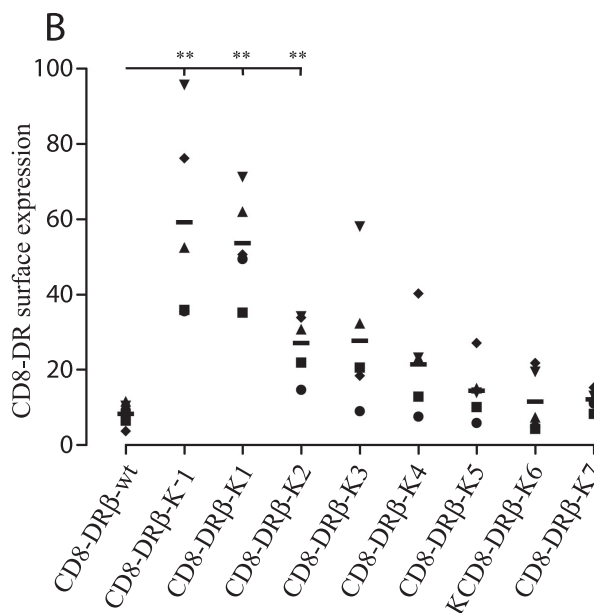 B
** ** **
100
80
60
40
20
0
CD8-DR surface expression
CD8-DRβ-wt
CD8-DRβ-K-1
CD8-DRβ-K1
CD8-DRβ-K2
CD8-DRβ-K3
CD8-DRβ-K4
CD8-DRβ-K5
KCD8-DRβ-K6
CD8-DRβ-K7